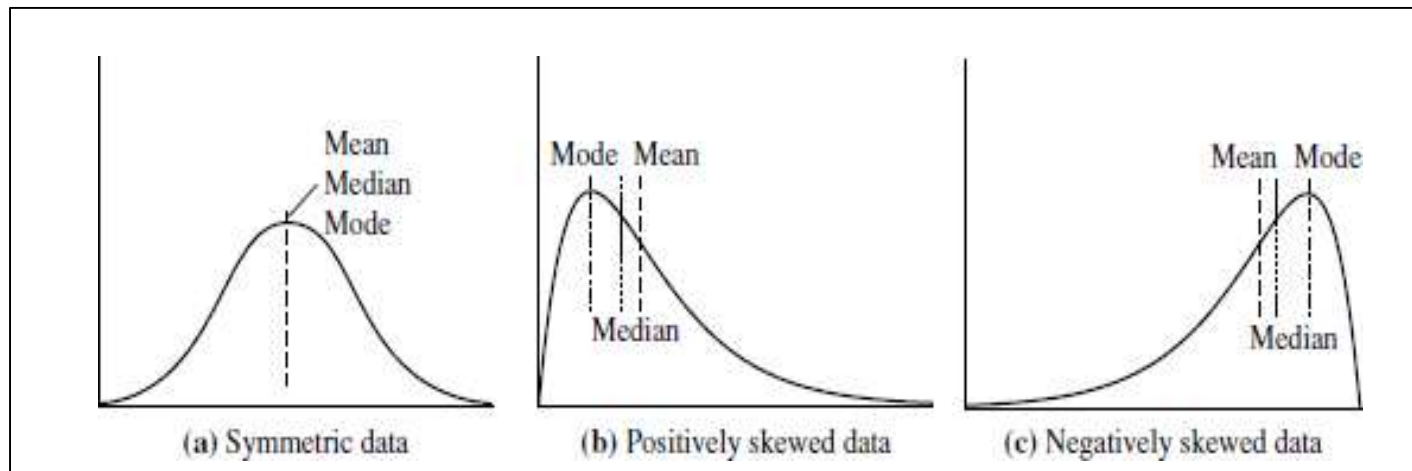 Mean
Median
Mode
(a) Symmetric data
Mode Mean
Median
(b) Positively skewed data
Mean Mode
Median
(c) Negatively skewed data